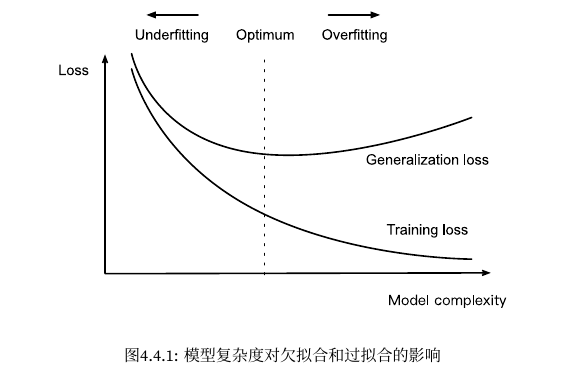 Underfitting Optimum Overfitting
Loss
Generalization loss
Training loss
Model complexity
图4.4.1: 模型复杂度对欠拟合和过拟合的影响